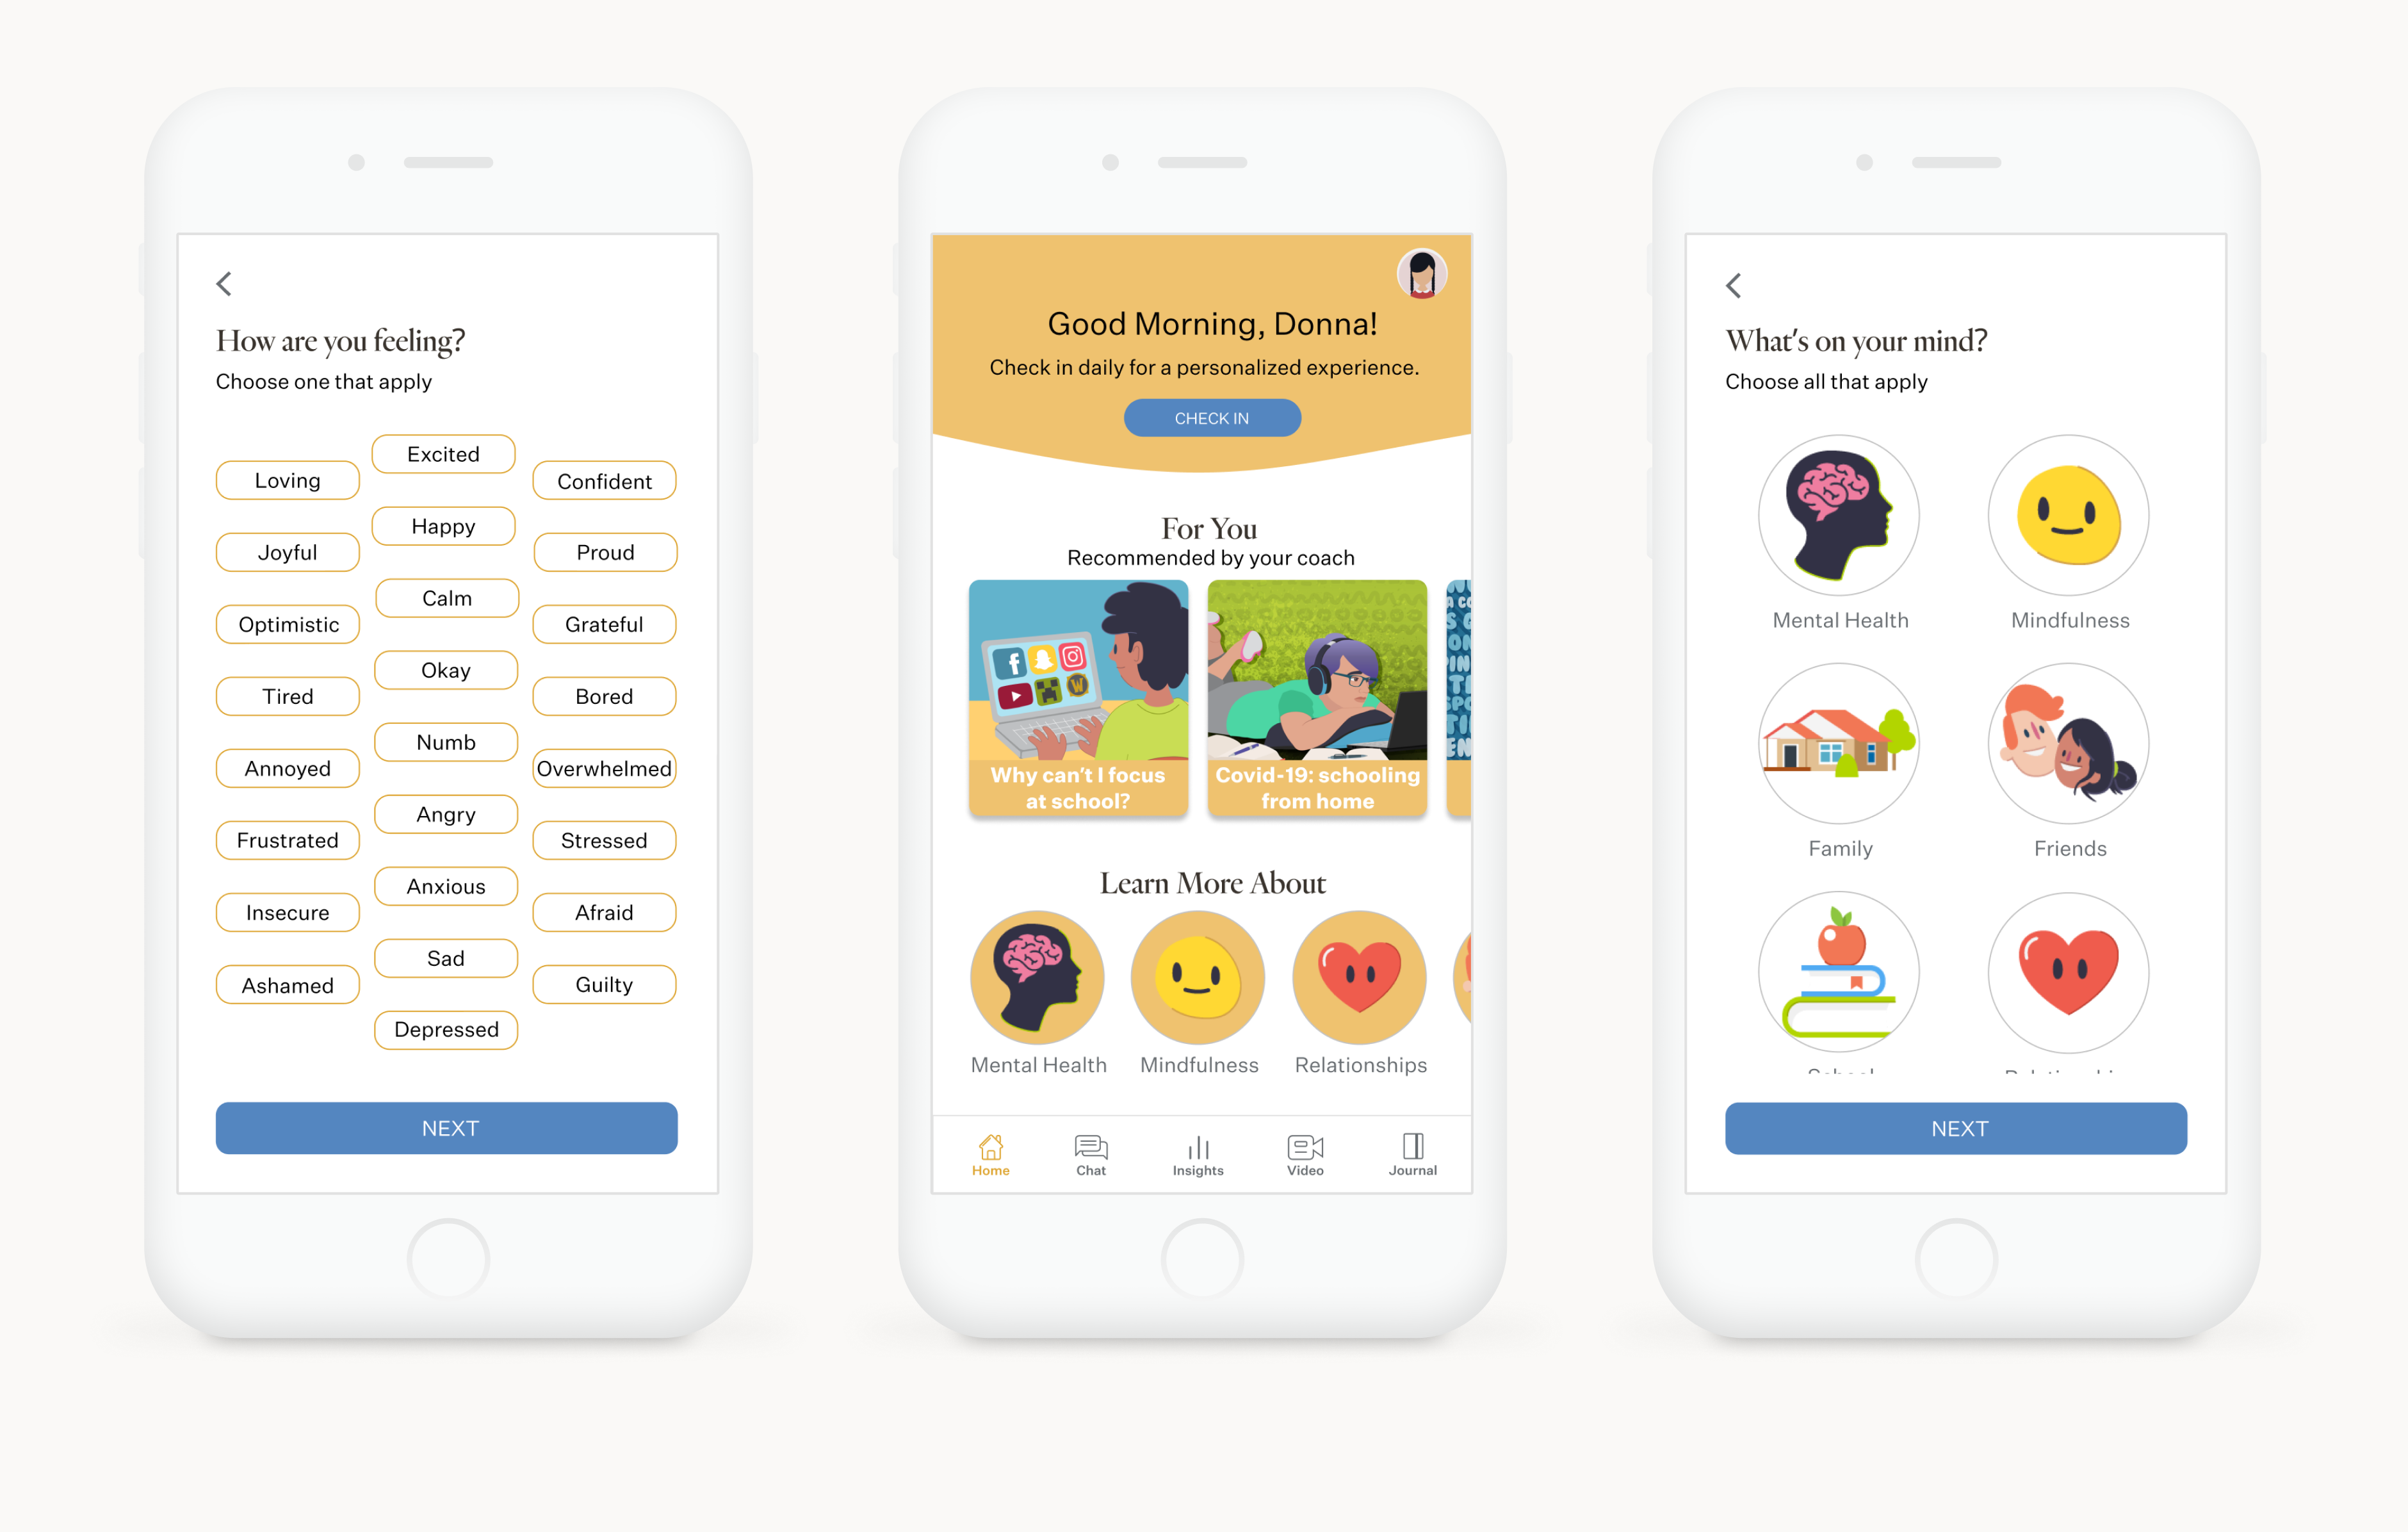 How are you feeling?
Choose one that apply
Excited
Loving
Confident
Happy
Joyful
Proud
Calm
Optimistic
Grateful
Okay
Tired
Bored
Numb
Annoyed
Overwhelmed
Angry
Frustrated
Stressed
Anxious
Insecure
Afraid
Sad
Ashamed
Guilty
Depressed
NEXT
Good Morning, Donna!
Check in daily for a personalized experience.
CHECK IN
For You
Recommended by your coach
Why can't I focus
at school?
Covid-19: schooling
from home
Learn More About
Mental Health
Mindfulness
Relationships
Home
Chat
Insights
Video
Journal
What's on your mind?
Choose all that apply
Mental Health
Mindfulness
Family
Friends
NEXT